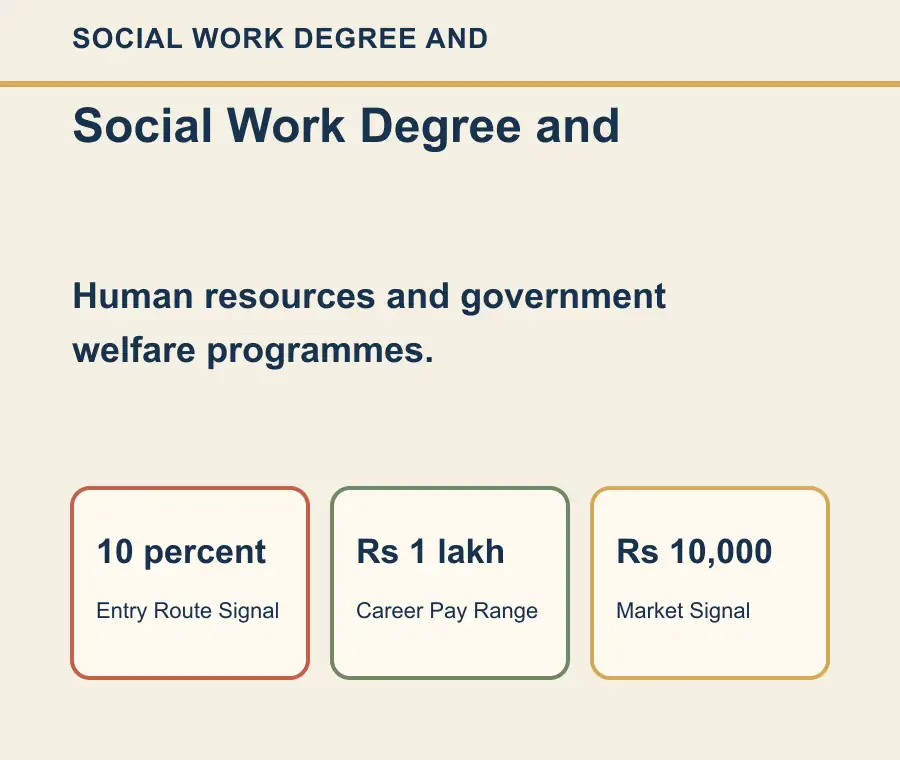 SOCIAL WORK DEGREE AND
Social Work Degree and
Human resources and government
welfare programmes.
10 percent
Entry Route Signal
Rs 1 lakh
Career Pay Range
Rs 10,000
Market Signal